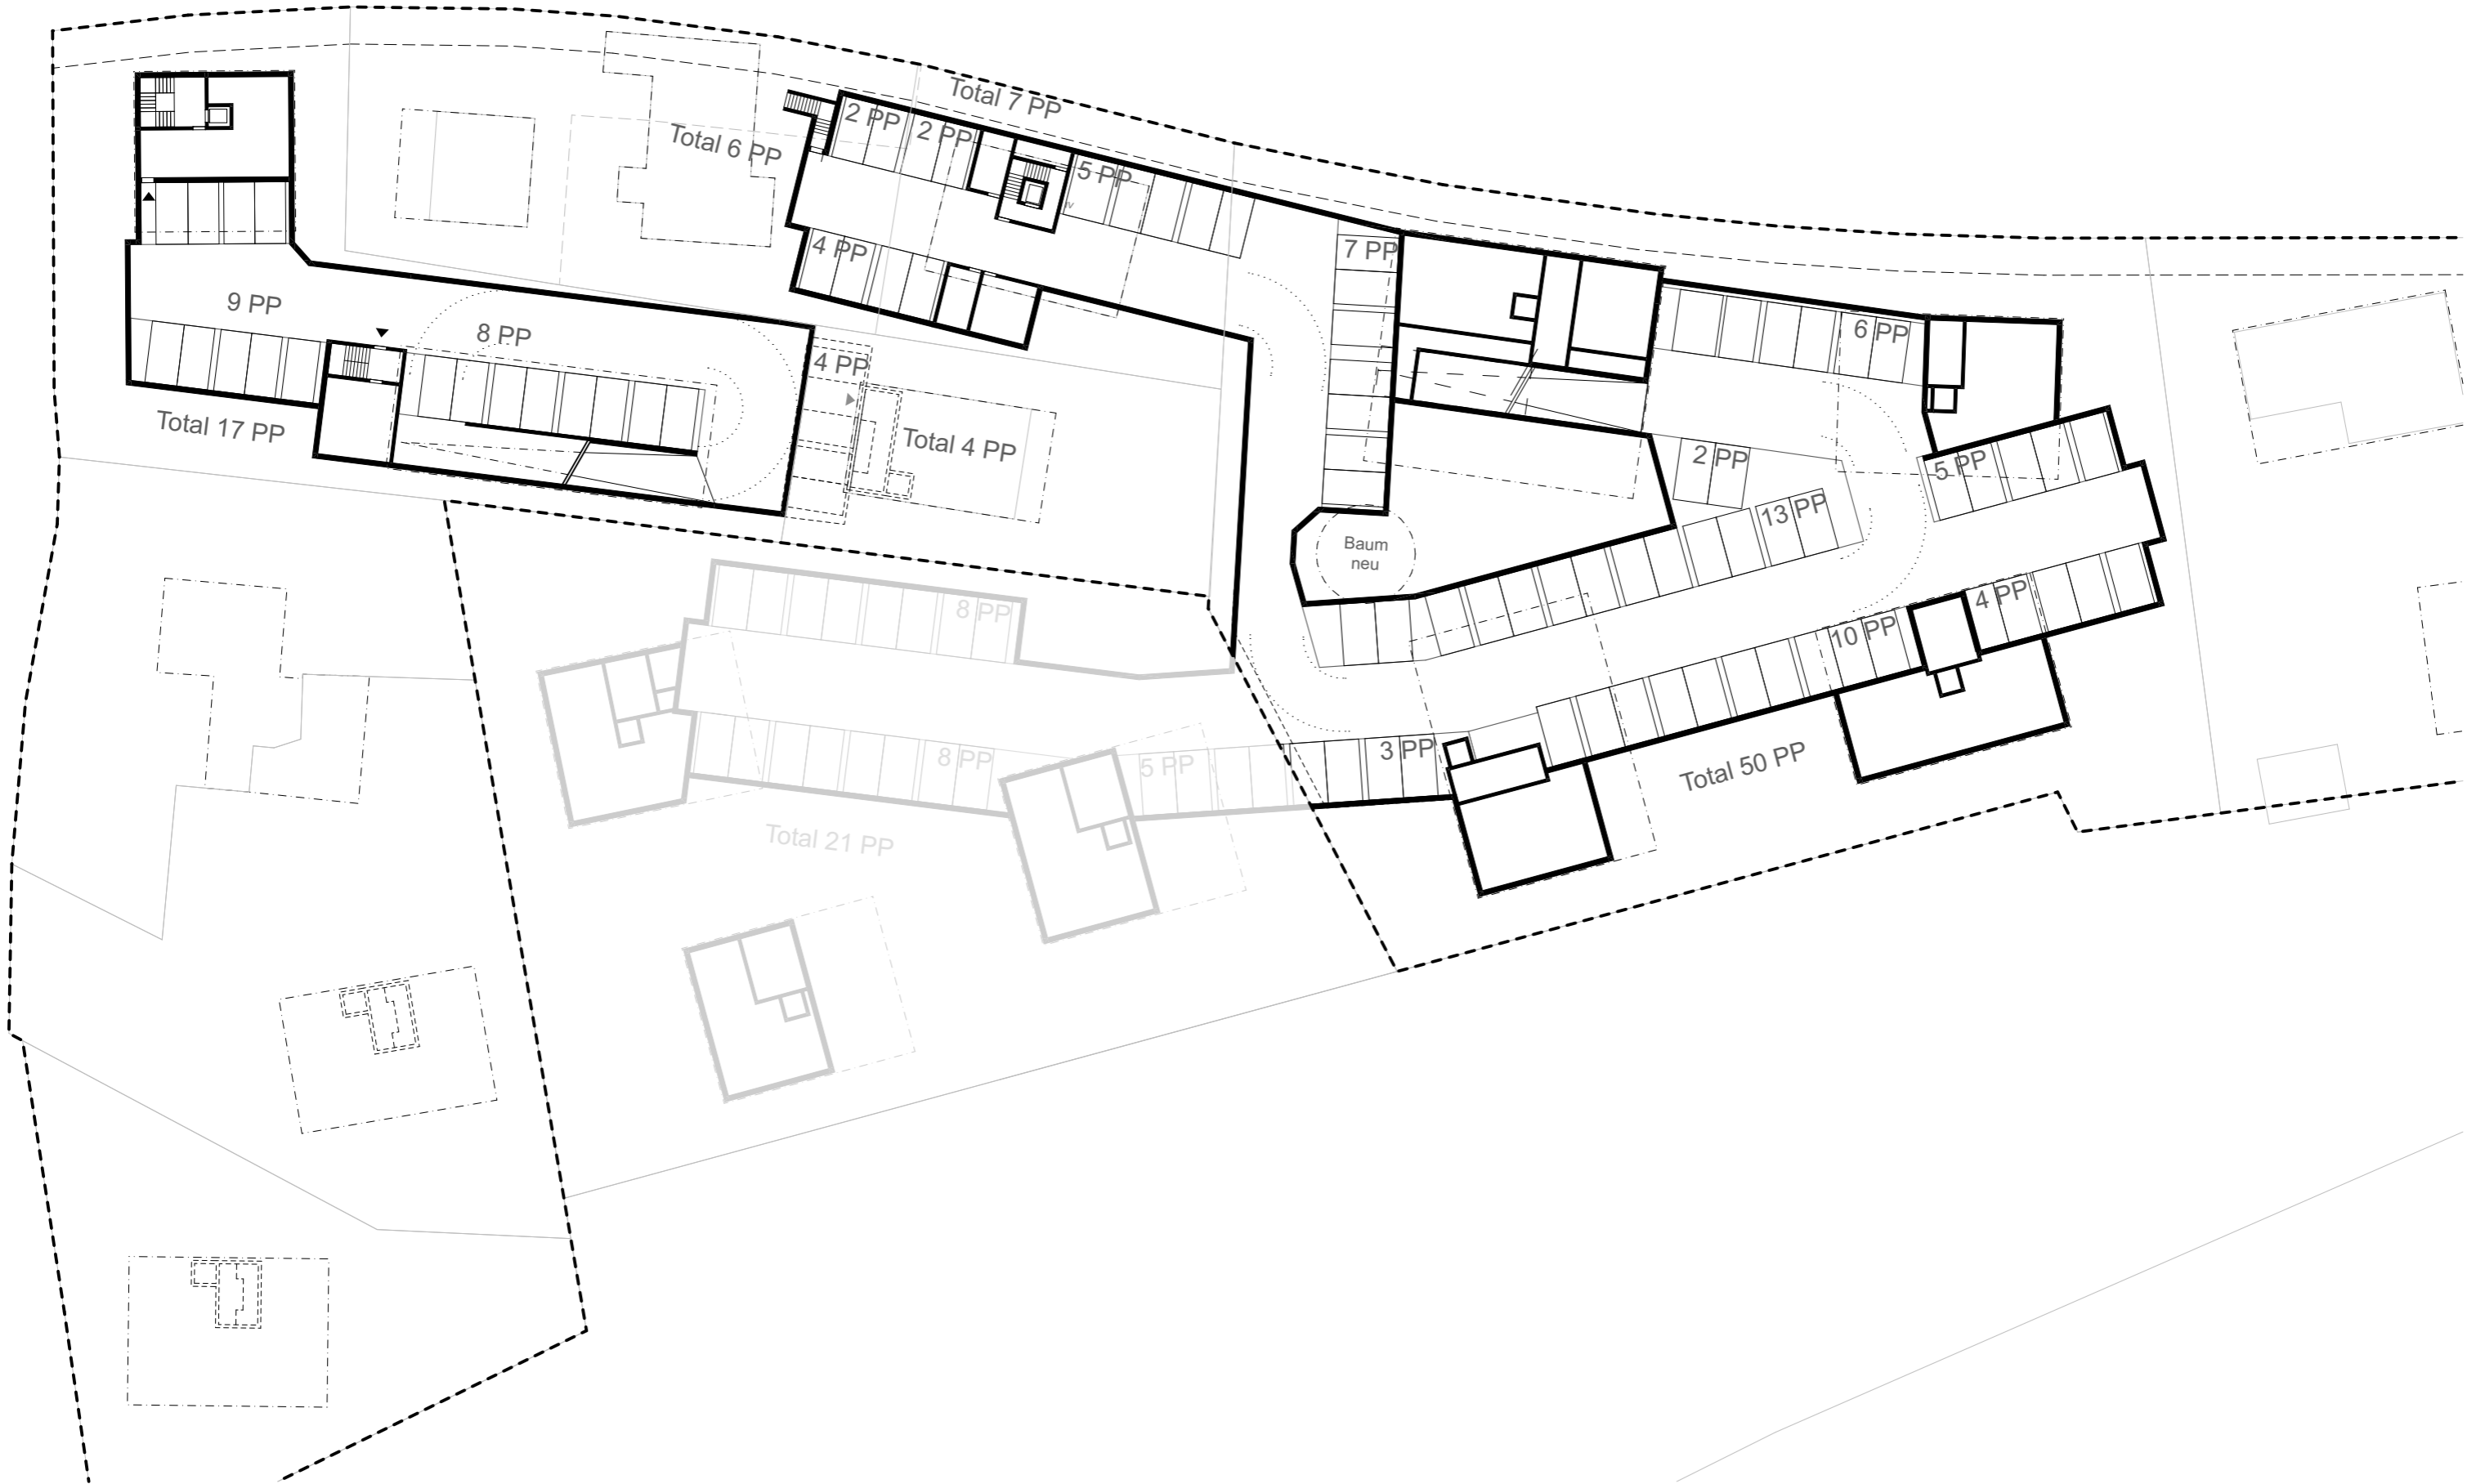 Total 7 PP
2 PP
2 PP
Total 6 PP
5 PP
4 PP
7 PP
9 PP
8 PP
6 PP
4 PP
Total 17 PP
Total 4 PP
2 PP
5 PP
13 PP
Baum
neu
8 PP
4 PP
10 PP
3 PP
8 PP
5 PP
Total 50 PP
Total 21 PP